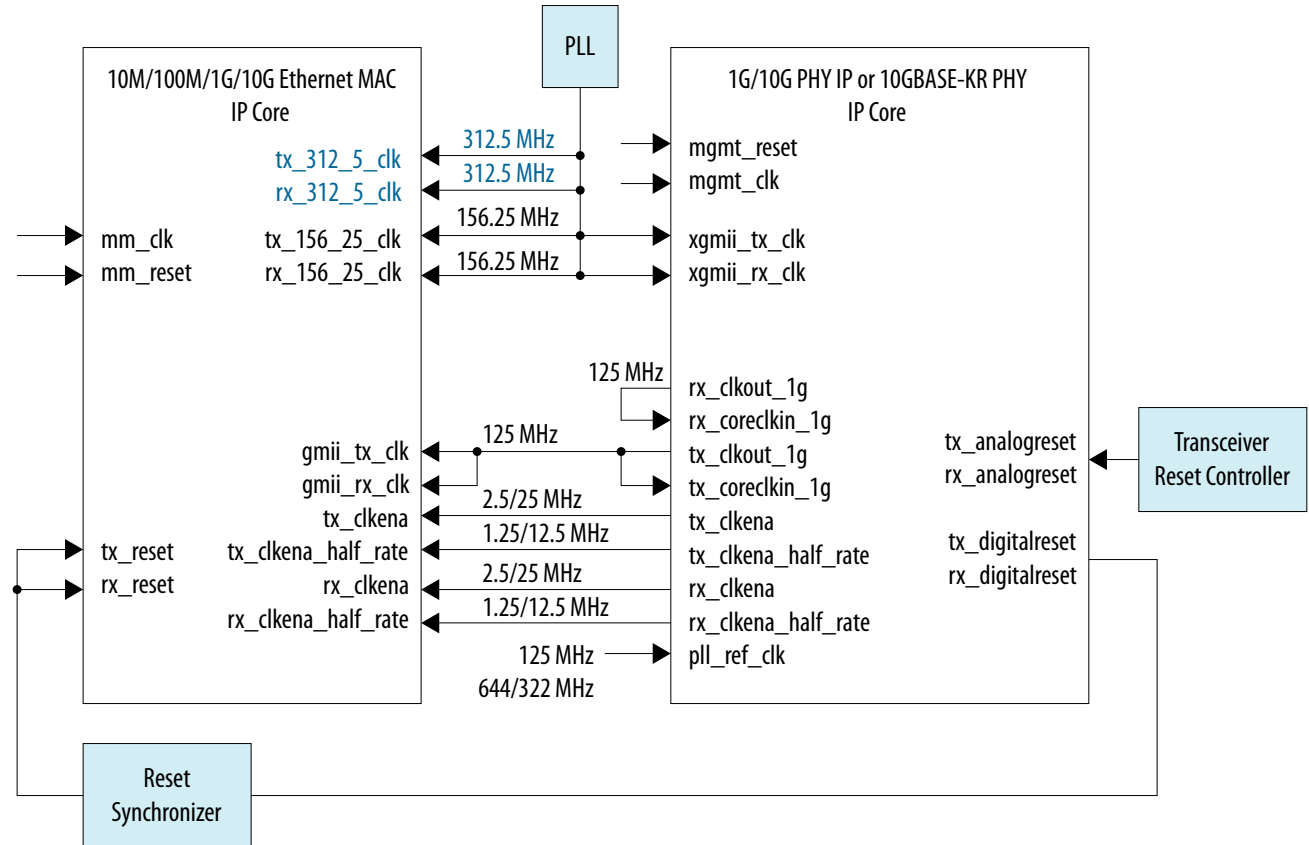 PLL
10M/100M/1G/10G Ethernet MAC
IP Core
1G/10G PHY IP or 10GBASE-KR PHY
IP Core
tx_312_5_clk
312.5 MHz
rx_312_5_clk
312.5 MHz
mgmt_reset
mgmt_clk
mm_clk
tx_156_25_clk
156.25 MHz
xgmii_tx_clk
mm_reset
rx_156_25_clk
156.25 MHz
xgmii_rx_clk
125 MHz
rx_clkout_1g
rx_coreclkin_1g
gmii_tx_clk
125 MHz
tx_clkout_1g
gmii_rx_clk
tx_coreclkin_1g
tx_analogreset
rx_analogreset
Transceiver
Reset Controller
tx_clkena
2.5/25 MHz
tx_clkena
tx_reset
tx_clkena_half_rate
1.25/12.5 MHz
tx_clkena_half_rate
tx_digitalreset
rx_reset
rx_clkena
2.5/25 MHz
rx_clkena
rx_digitalreset
rx_clkena_half_rate
1.25/12.5 MHz
rx_clkena_half_rate
125 MHz
pll_ref_clk
644/322 MHz
Reset
Synchronizer